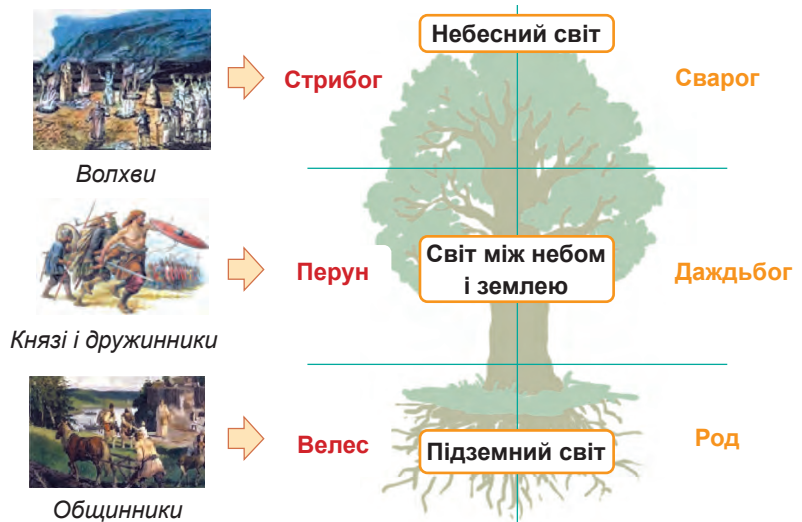 Небесний світ
Стрибог
Сварог
Волхви
Перун
Світ між небом
і землею
Даждьбог
Князі і дружинники
Велес
Підземний світ
Род
Общинники